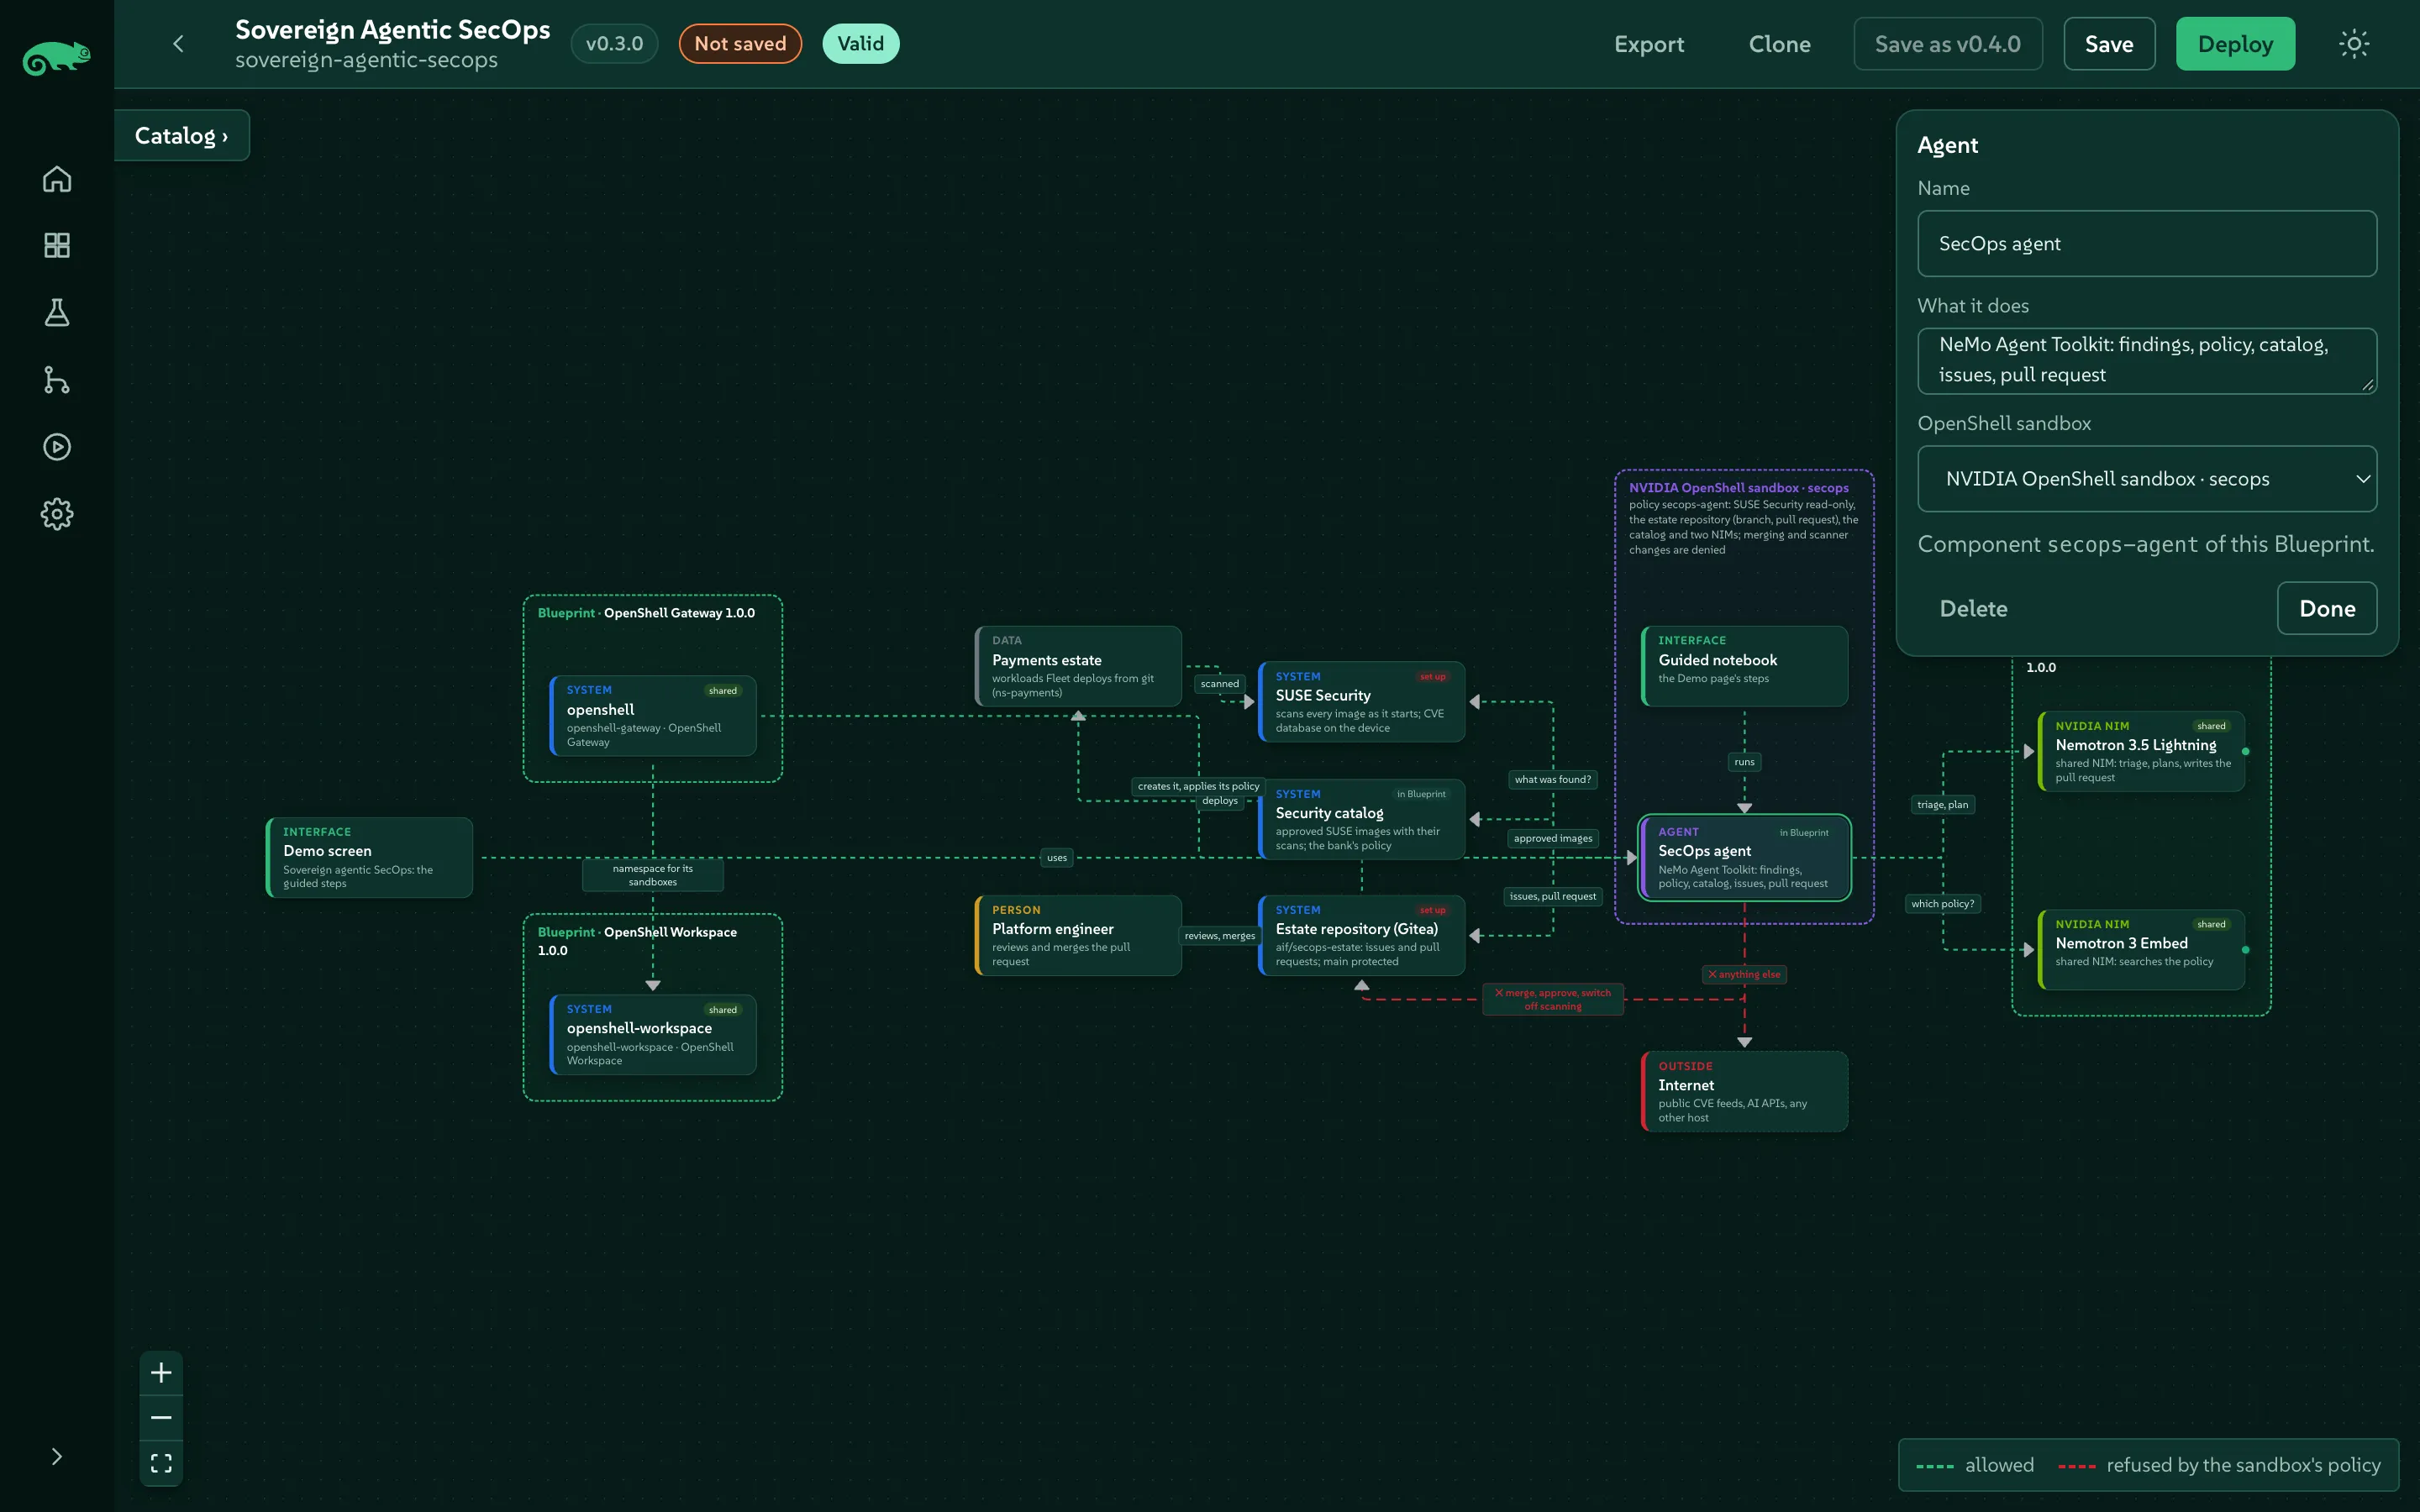 Sovereign Agentic SecOps
sovereign-agentic-secops
v0.3.0
Not saved
Valid
Export
Clone
Save as v0.4.0
Save
Deploy
Catalog ›
Agent
Name
SecOps agent
What it does
NeMo Agent Toolkit: findings, policy, catalog,
issues, pull request
OpenShell sandbox
NVIDIA OpenShell sandbox · secops
Component secops-agent of this Blueprint.
Delete
Done
NVIDIA OpenShell sandbox · secops
policy secops-agent: SUSE Security read-only,
the estate repository (branch, pull request), the
catalog and two NIMs; merging and scanner
changes are denied
Blueprint · OpenShell Gateway 1.0.0
SYSTEM
shared
openshell
openshell-gateway · OpenShell
Gateway
DATA
Payments estate
workloads Fleet deploys from git
(ns-payments)
scanned
SYSTEM
set up
SUSE Security
scans every image as it starts; CVE
database on the device
INTERFACE
Guided notebook
the Demo page's steps
1.0.0
NVIDIA NIM
shared
Nemotron 3.5 Lightning
shared NIM: triage, plans, writes the
pull request
runs
what was found?
creates it, applies its policy
deploys
SYSTEM
in Blueprint
Security catalog
approved SUSE images with their
scans; the bank's policy
approved images
triage, plan
INTERFACE
Demo screen
Sovereign agentic SecOps: the
guided steps
uses
AGENT
in Blueprint
SecOps agent
NeMo Agent Toolkit: findings,
policy, catalog, issues, pull request
namespace for its
sandboxes
issues, pull request
which policy?
Blueprint · OpenShell Workspace
1.0.0
SYSTEM
shared
openshell-workspace
openshell-workspace · OpenShell
Workspace
PERSON
Platform engineer
reviews and merges the pull
request
reviews, merges
SYSTEM
set up
Estate repository (Gitea)
aif/secops-estate: issues and pull
requests; main protected
NVIDIA NIM
shared
Nemotron 3 Embed
shared NIM: searches the policy
✕ anything else
✕ merge, approve, switch
off scanning
OUTSIDE
Internet
public CVE feeds, AI APIs, any
other host
allowed
refused by the sandbox's policy